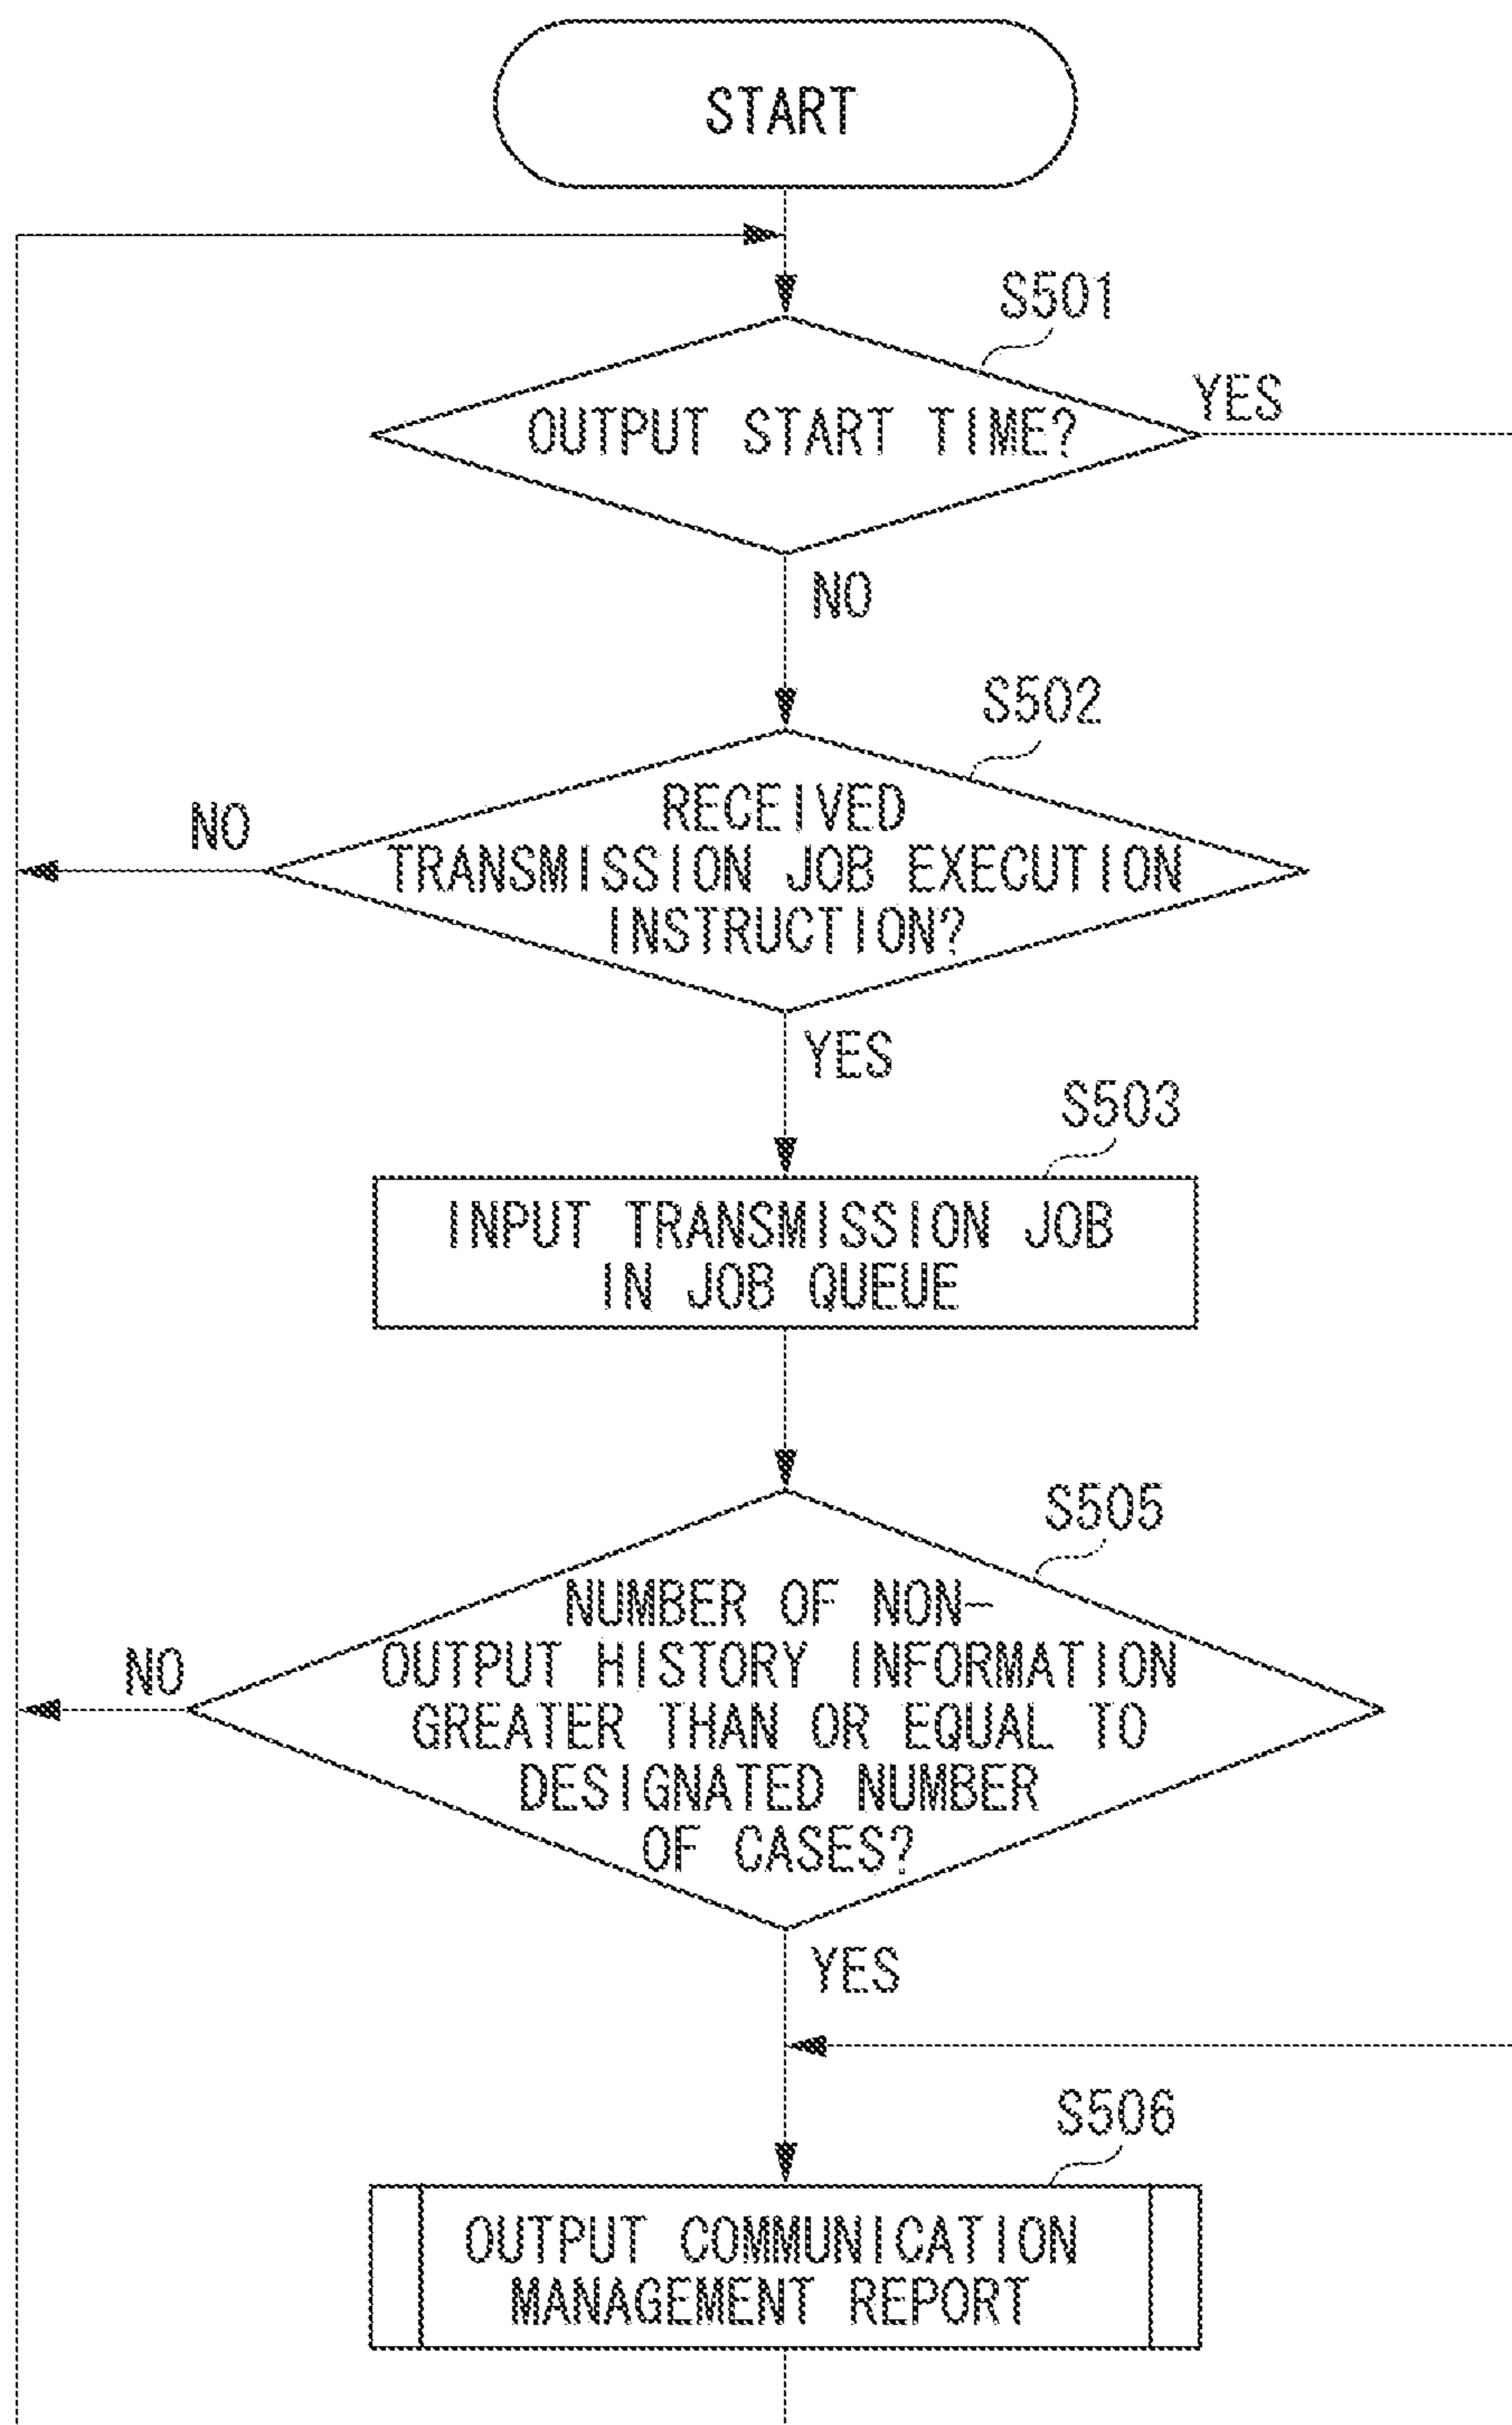 START
S501
OUTPUT START TIME?
YES
NO
S502
RECEIVED
TRANSMISSION JOB EXECUTION
INSTRUCTION?
NO
YES
S503
INPUT TRANSMISSION JOB
IN JOB QUEUE
S505
NUMBER OF NON-
OUTPUT HISTORY INFORMATION
GREATER THAN OR EQUAL TO
DESIGNATED NUMBER
OF CASES?
NO
YES
S506
OUTPUT COMMUNICATION
MANAGEMENT REPORT